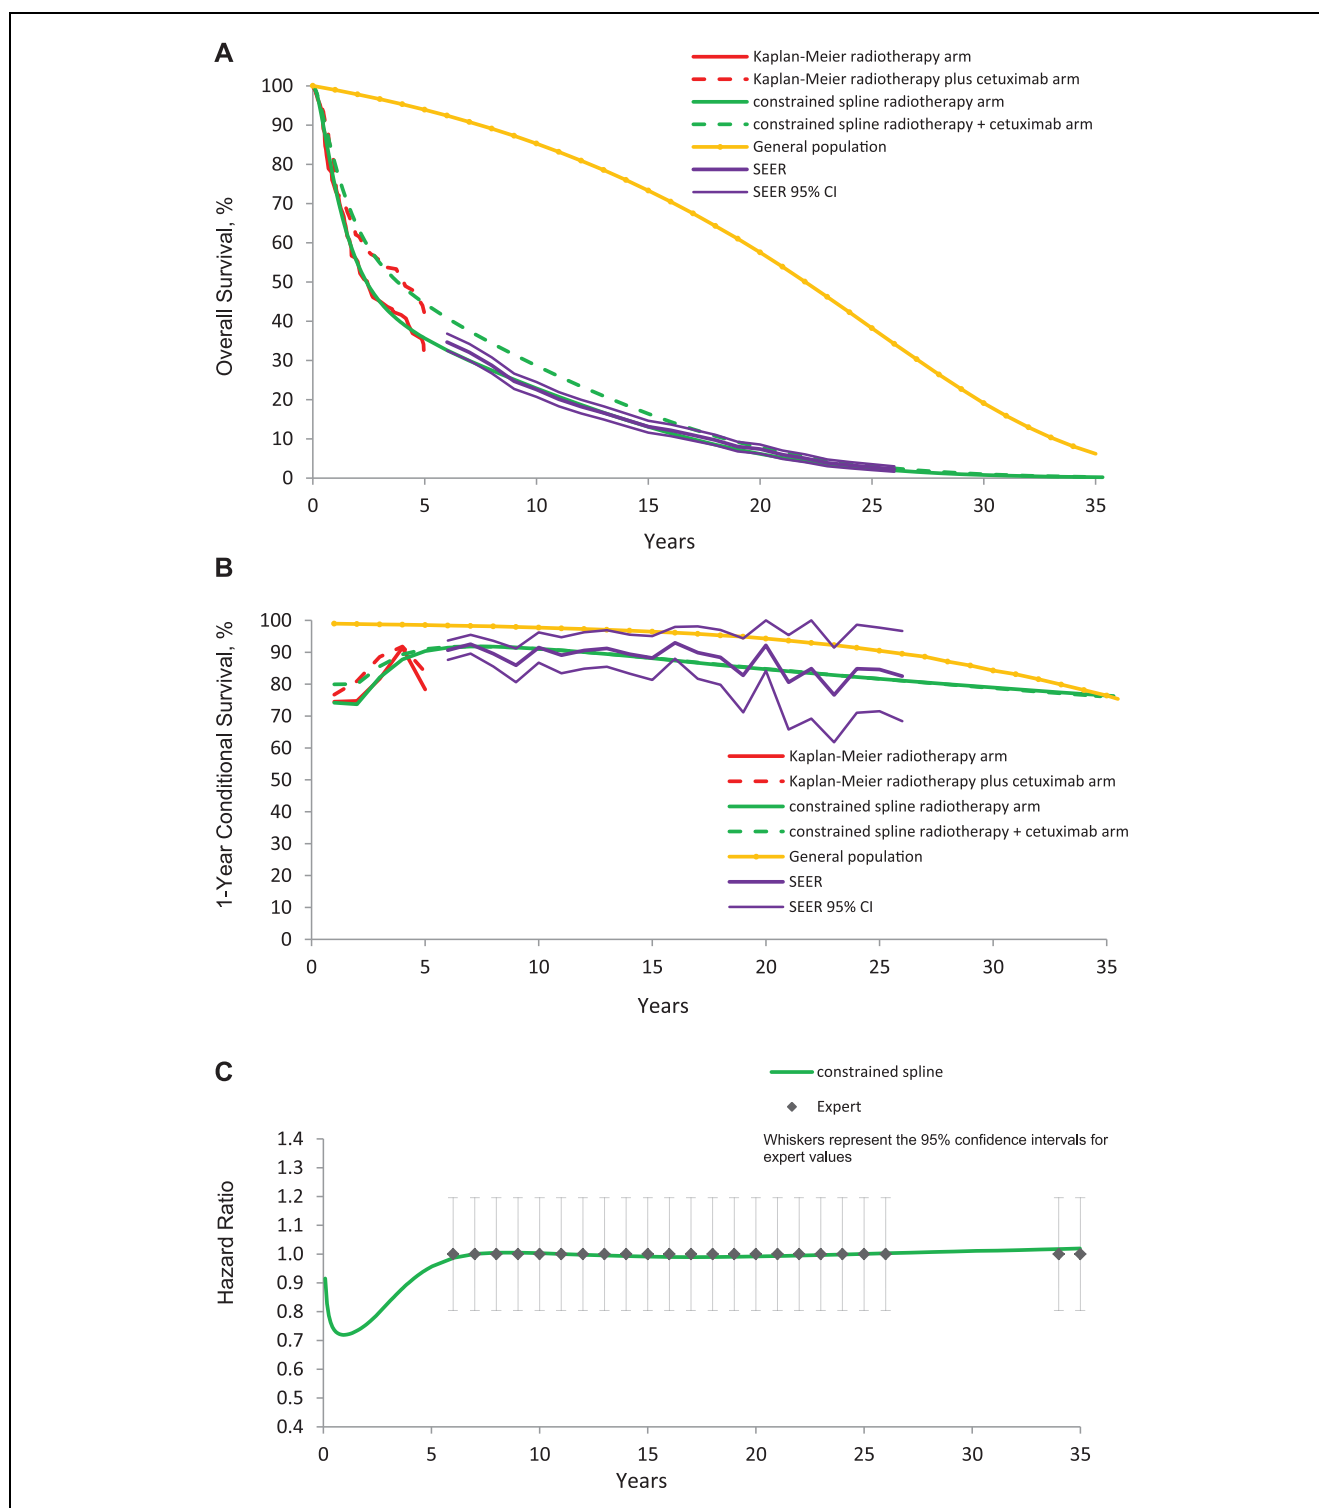 A
Kaplan-Meier radiotherapy arm
Kaplan-Meier radiotherapy plus cetuximab arm
constrained spline radiotherapy arm
constrained spline radiotherapy + cetuximab arm
General population
SEER
SEER 95% CI
Overall Survival, %
100
90
80
70
60
50
40
30
20
10
0
0 5 10 15 20 25 30 35
Years
B
1-Year Conditional Survival, %
100
90
80
70
60
50
40
30
20
10
0
Kaplan-Meier radiotherapy arm
Kaplan-Meier radiotherapy plus cetuximab arm
constrained spline radiotherapy arm
constrained spline radiotherapy + cetuximab arm
General population
SEER
SEER 95% CI
0 5 10 15 20 25 30 35
Years
C
constrained spline
Expert
Whiskers represent the 95% confidence intervals for
expert values
Hazard Ratio
1.4
1.3
1.2
1.1
1.0
0.9
0.8
0.7
0.6
0.5
0.4
0 5 10 15 20 25 30 35
Years